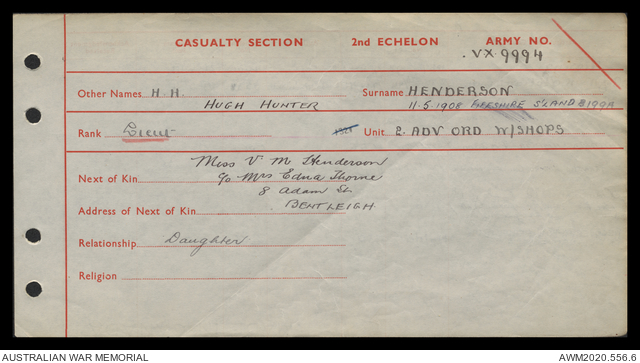 CASUALTY SECTION 2nd ECHELON ARMY NO.
VX 9994
Other Names H. H. Surname HENDERSON
HUGH HUNTER 11.5.1908
Rank Lieut Unit 2 ADV ORD W/SHOPS
Miss V M Henderson
Next of Kin c/o Mrs Edna Thorne
8 Adam St
Address of Next of Kin BENTLEIGH
Relationship Daughter
Religion
AUSTRALIAN WAR MEMORIAL AWM2020.556.6